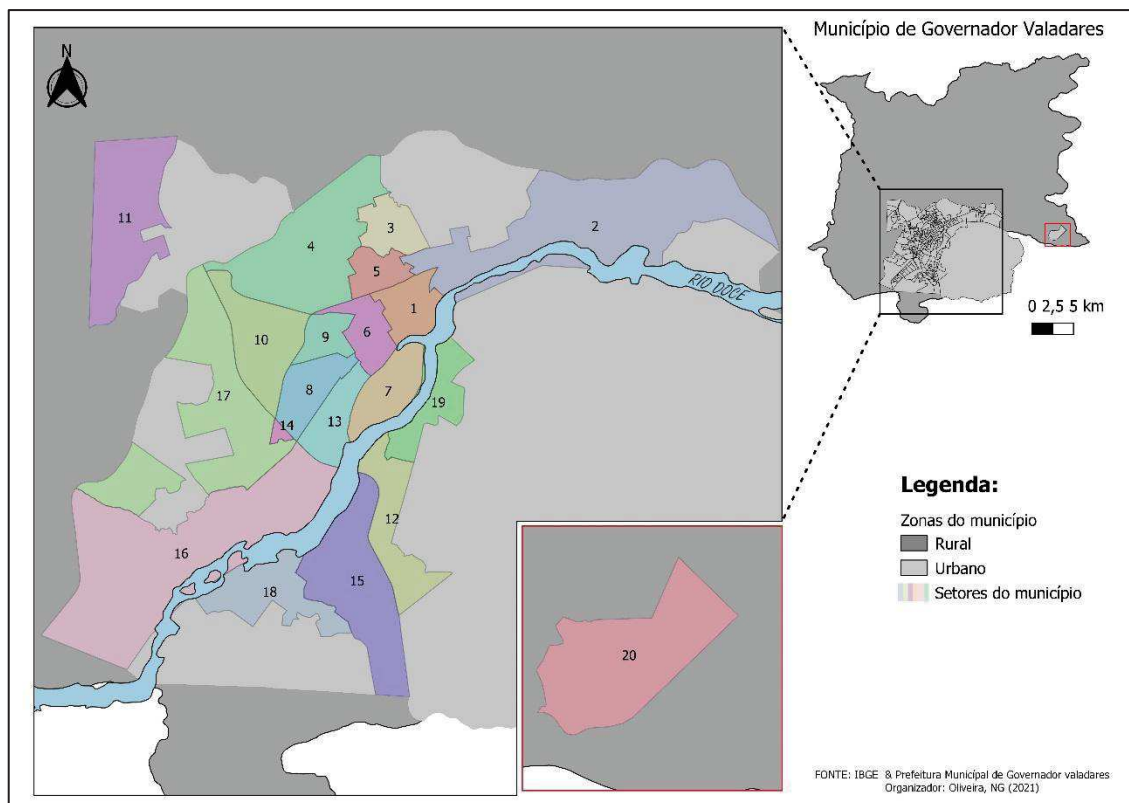 Município de Governador Valadares
N
11
2
3
4
5
RIO DOCE
1
0 2,5 5 km
6
9
10
8
7
17
19
13
14
12
16
15
18
20
Legenda:
Zonas do município
Rural
Urbano
Setores do município
FONTE: IBGE & Prefeitura Municípal de Governador valadares
Organizador: Oliveira, NG (2021)